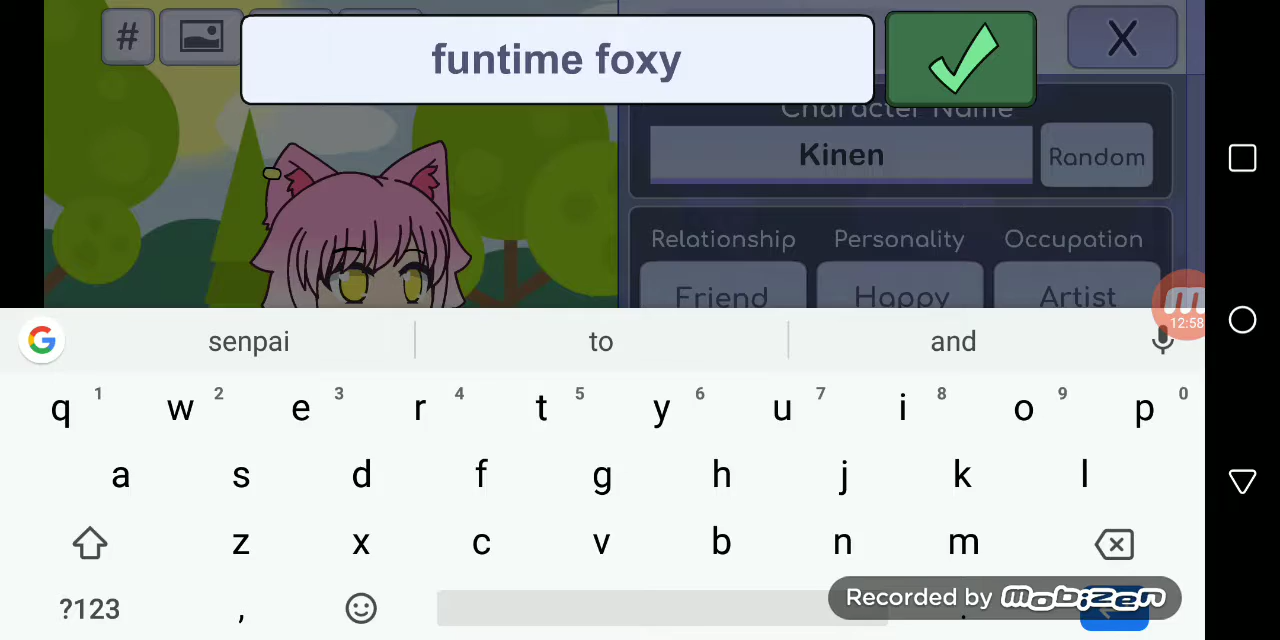 #
funtime foxy
X
Character Name
Kinen
Random
Relationship Personality Occupation
Friend Happy Artist
12:58
senpai to and
q 1 w 2 e 3 r 4 t 5 y 6 u 7 i 8 o 9 p 0
a s d f g h j k l
z x c v b n m
?123 , .
Recorded by mobizen